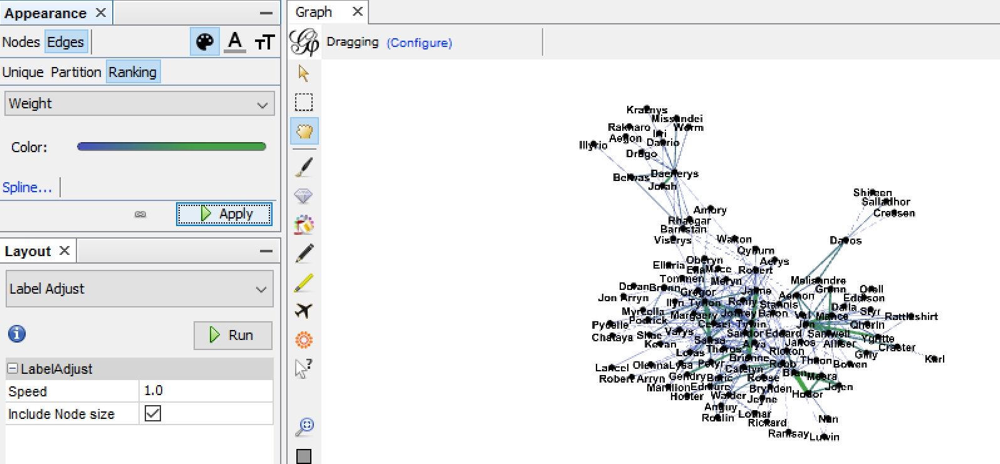 Appearance
Nodes Edges
Unique Partition Ranking
Weight
Color:
Spline...
Apply
Layout
Label Adjust
Run
LabelAdjust
Speed 1.0
Include Node size
Graph
Dragging (Configure)
Kraznys
Missandei
Rakharo Irri Worm
Aegon Daario
Illyrio
Drogo
Belwas Daenerys
Jorah
Amory
Rhaegar
Barristan
Viserys Walton
Qyburn
Shireen
Salladhor
Cressen
Davos
Oberyn Aerys
Ellaria Elia Mace Robert
Tommen Meryn Melisandre
Doran Bronn Gregor Jaime Grenn Orell
Jon Arryn Ilyn Tyrion Renly Stannis Aemon Eddison
Myrcella Margaery Joffrey Balon Val Mance Dalla Styr Rattleshirt
Pycelle Podrick Cersei Tywin Jon Qhorin
Chataya Shae Varys Sandor Eddard Samwell Ygritte
Kevan Sansa Arya Janos Alliser Craster
Loras Thoros Rickon Gilly Karl
Lancel Olenna Lysa Petyr Brienne Robb Theon Bowen
Robert Arryn Gendry Beric Catelyn Roose Bran Meera
Marillion Edmure Brynden Jojen
Hoster Walder Jeyne Hodor
Anguy
Roslin Lothar Nan
Rickard
Ramsay Luwin